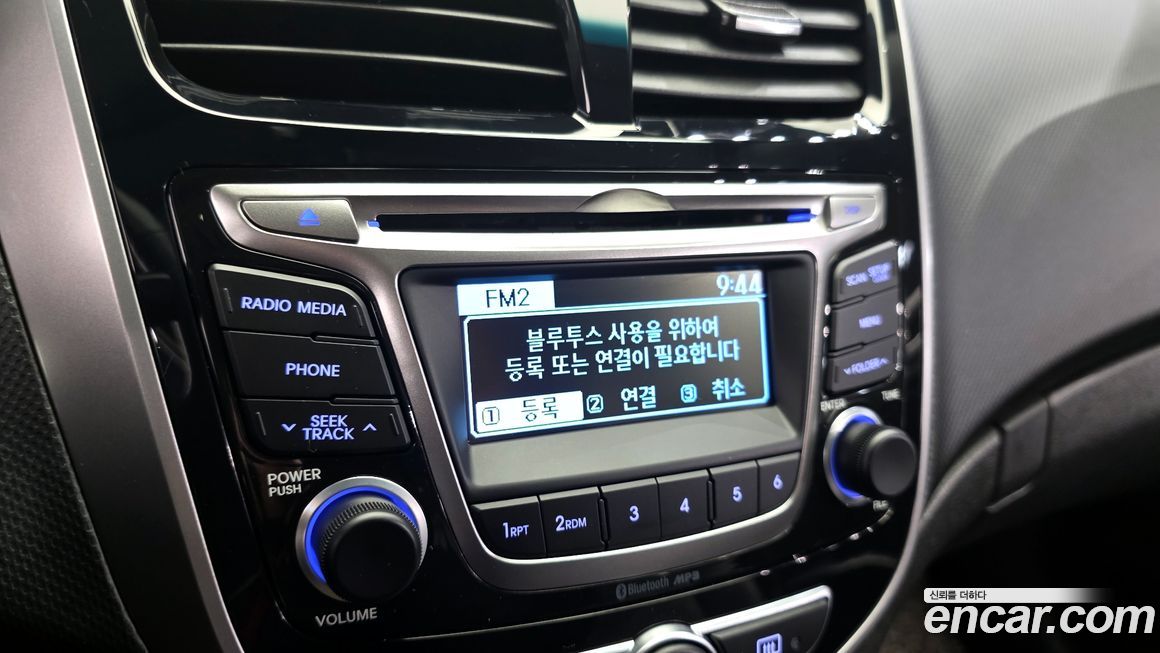 FM2 9:44
블루투스 사용을 위하여
등록 또는 연결이 필요합니다
1 등록 2 연결 3 취소
RADIO MEDIA
PHONE
SEEK
TRACK
POWER
PUSH
VOLUME
1RPT 2RDM 3 4 5 6
SCAN SETUP
MENU
FOLDER
ENTER TUNE
FILE
Bluetooth MP3
신뢰를 더하다
encar.com